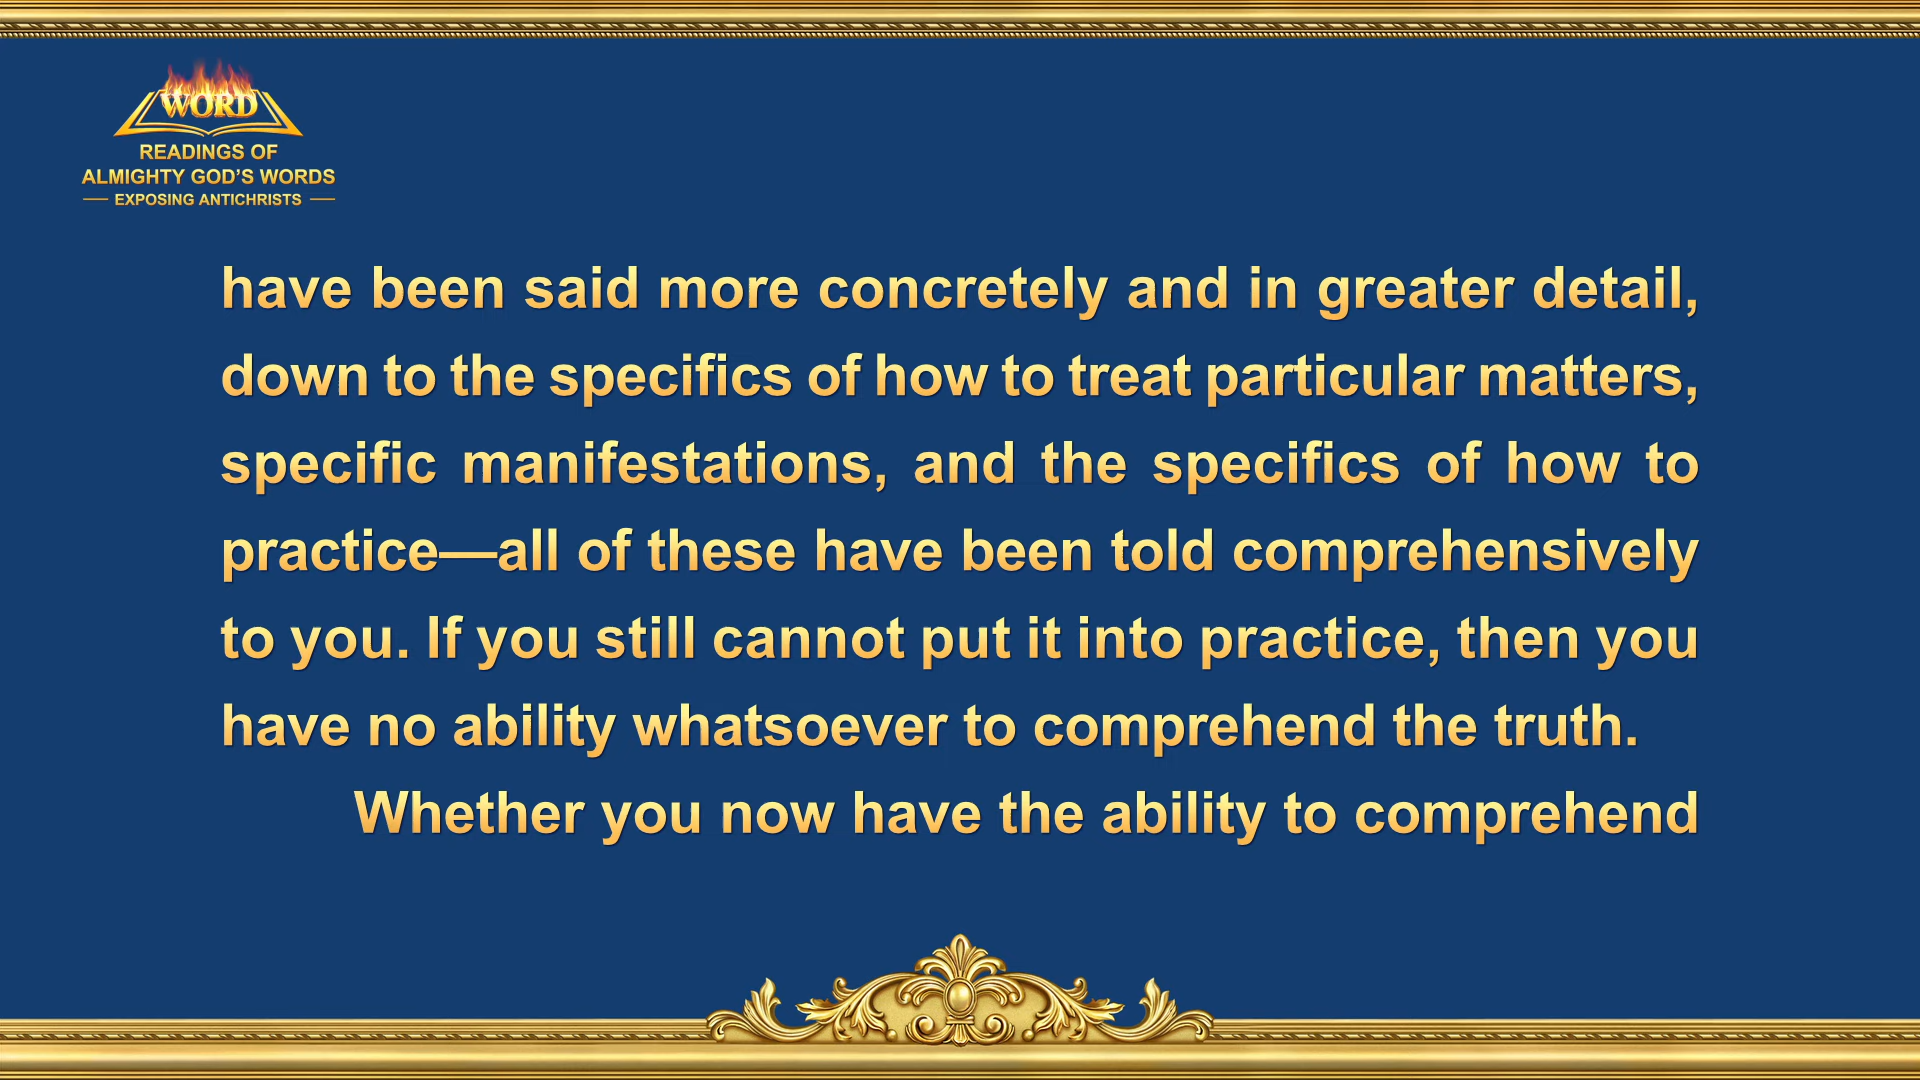 WORD
READINGS OF
ALMIGHTY GOD’S WORDS
EXPOSING ANTICHRISTS
have been said more concretely and in greater detail,
down to the specifics of how to treat particular matters,
specific manifestations, and the specifics of how to
practice—all of these have been told comprehensively
to you. If you still cannot put it into practice, then you
have no ability whatsoever to comprehend the truth.
Whether you now have the ability to comprehend